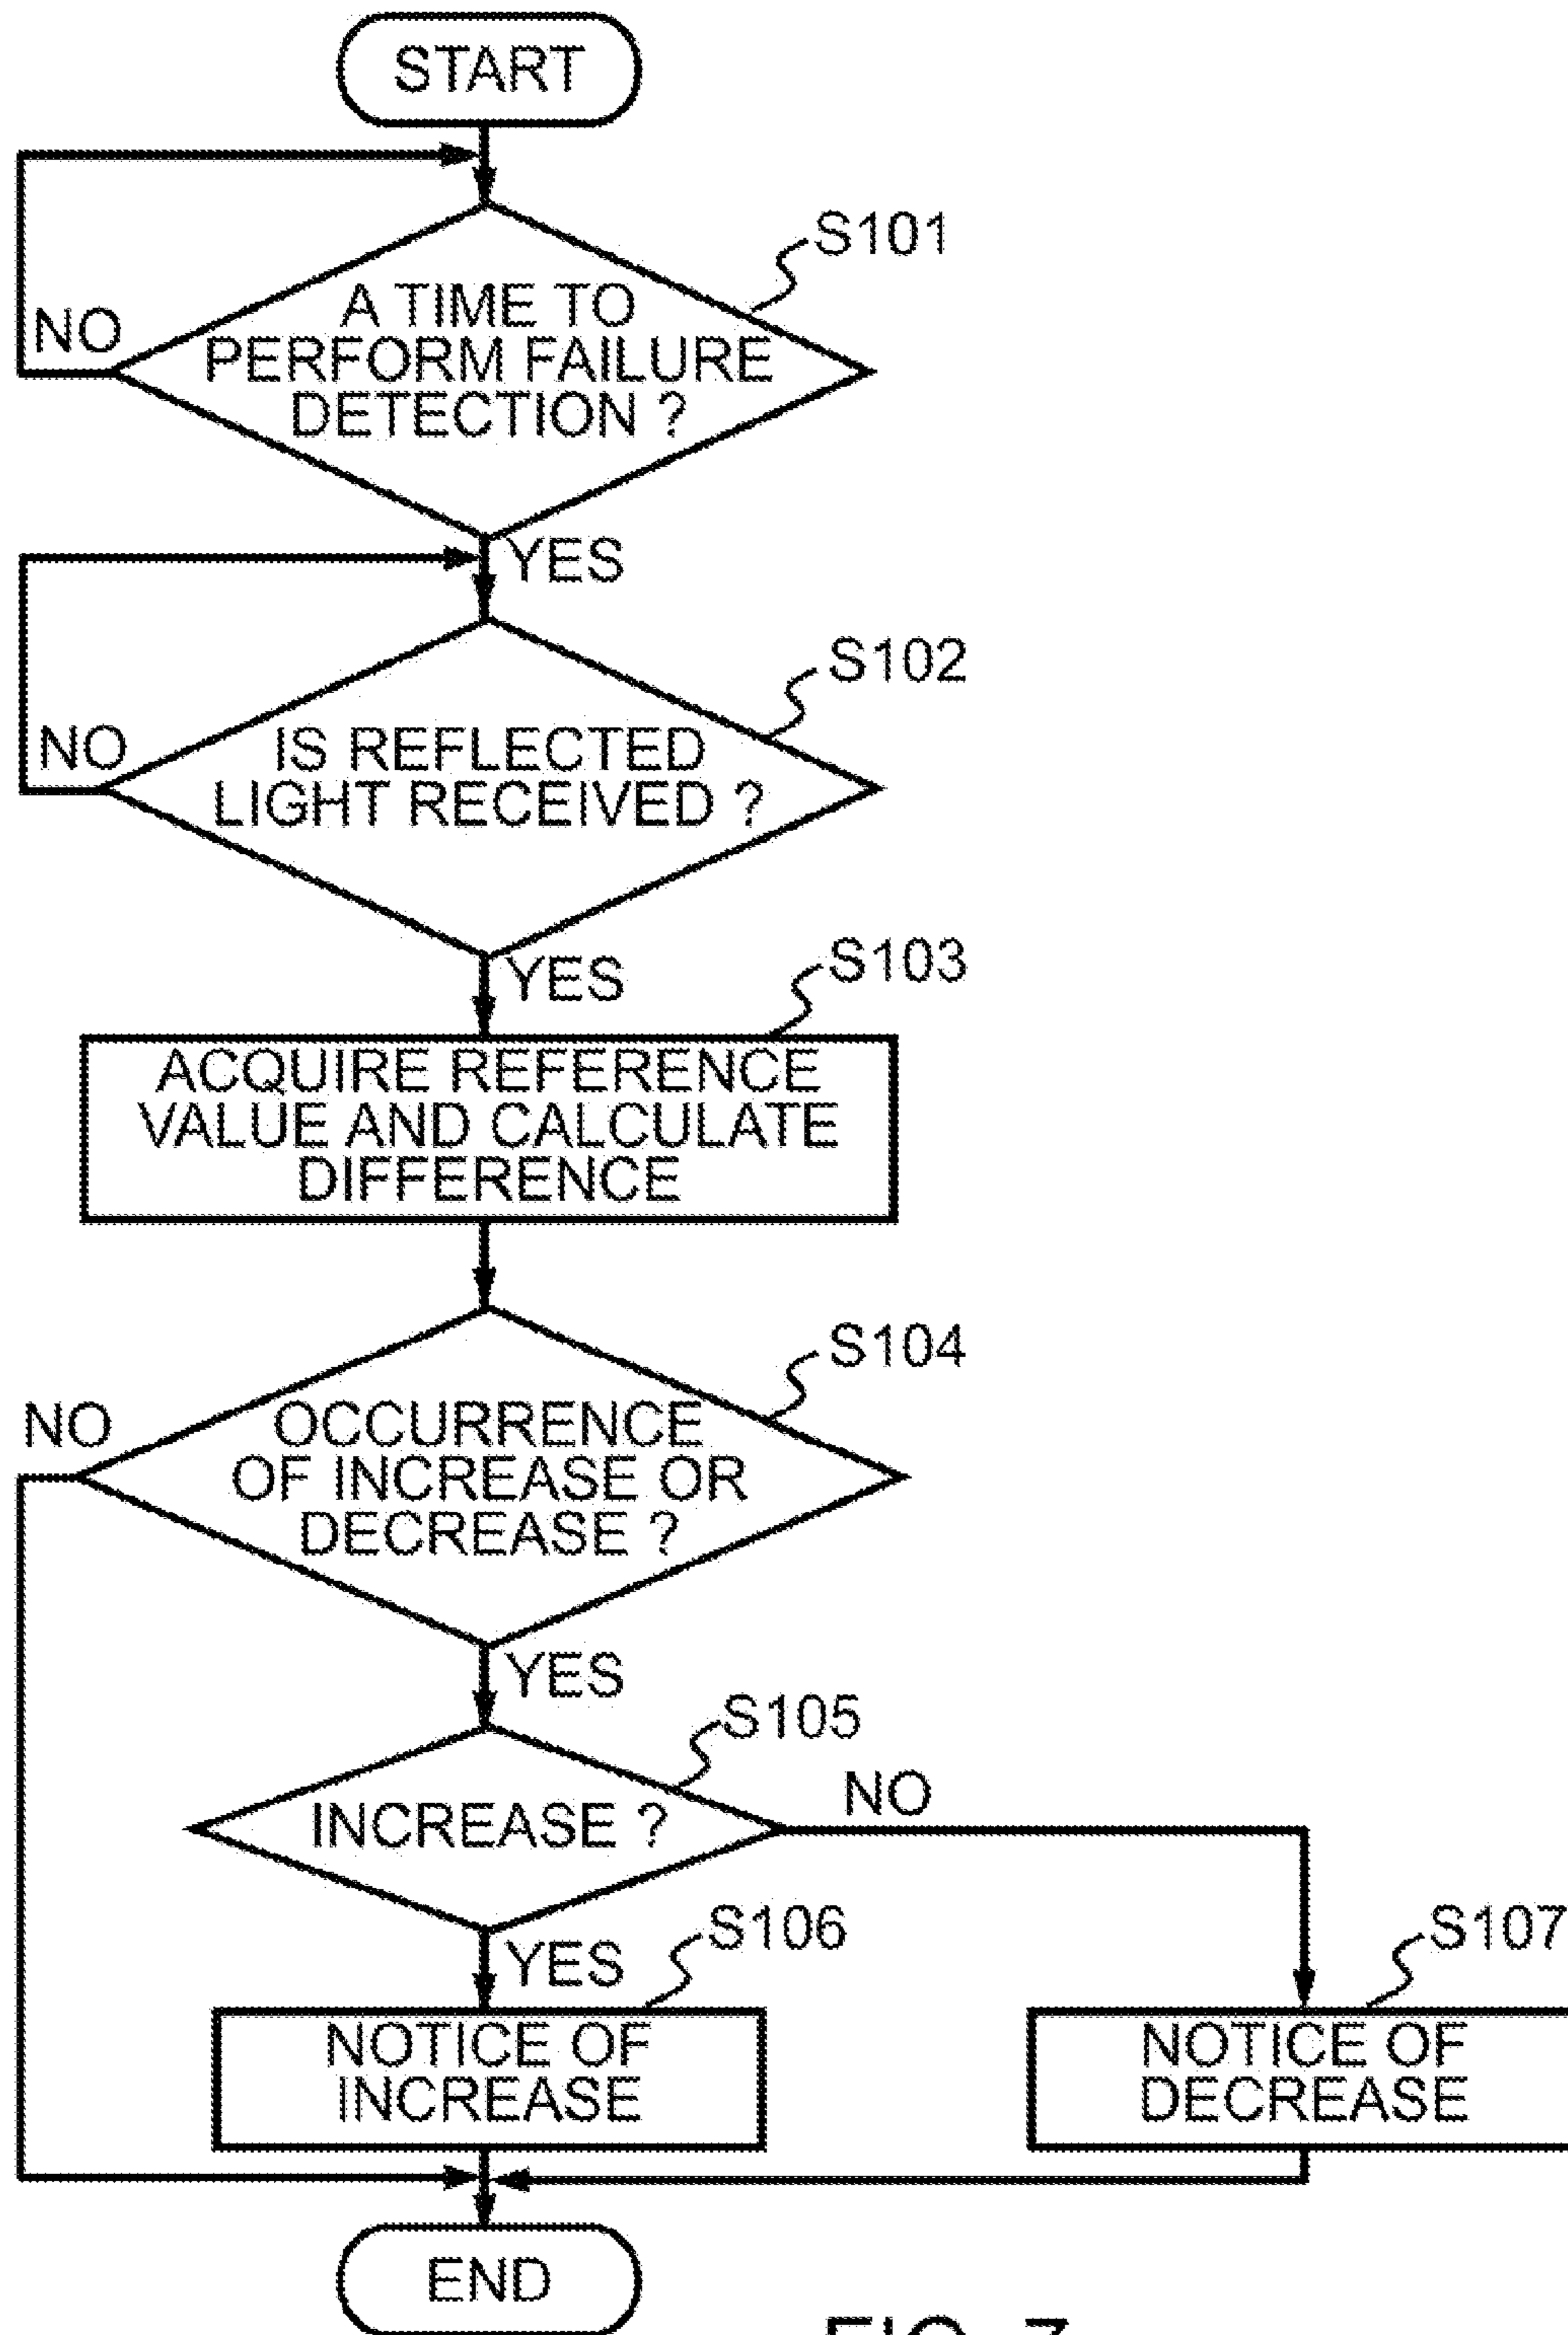 START
S101
A TIME TO
PERFORM FAILURE
DETECTION ?
NO
YES
S102
IS REFLECTED
LIGHT RECEIVED ?
NO
YES
S103
ACQUIRE REFERENCE
VALUE AND CALCULATE
DIFFERENCE
S104
OCCURRENCE
OF INCREASE OR
DECREASE ?
NO
YES
S105
INCREASE ?
NO
YES
S106
NOTICE OF
INCREASE
S107
NOTICE OF
DECREASE
END
FIG. 7